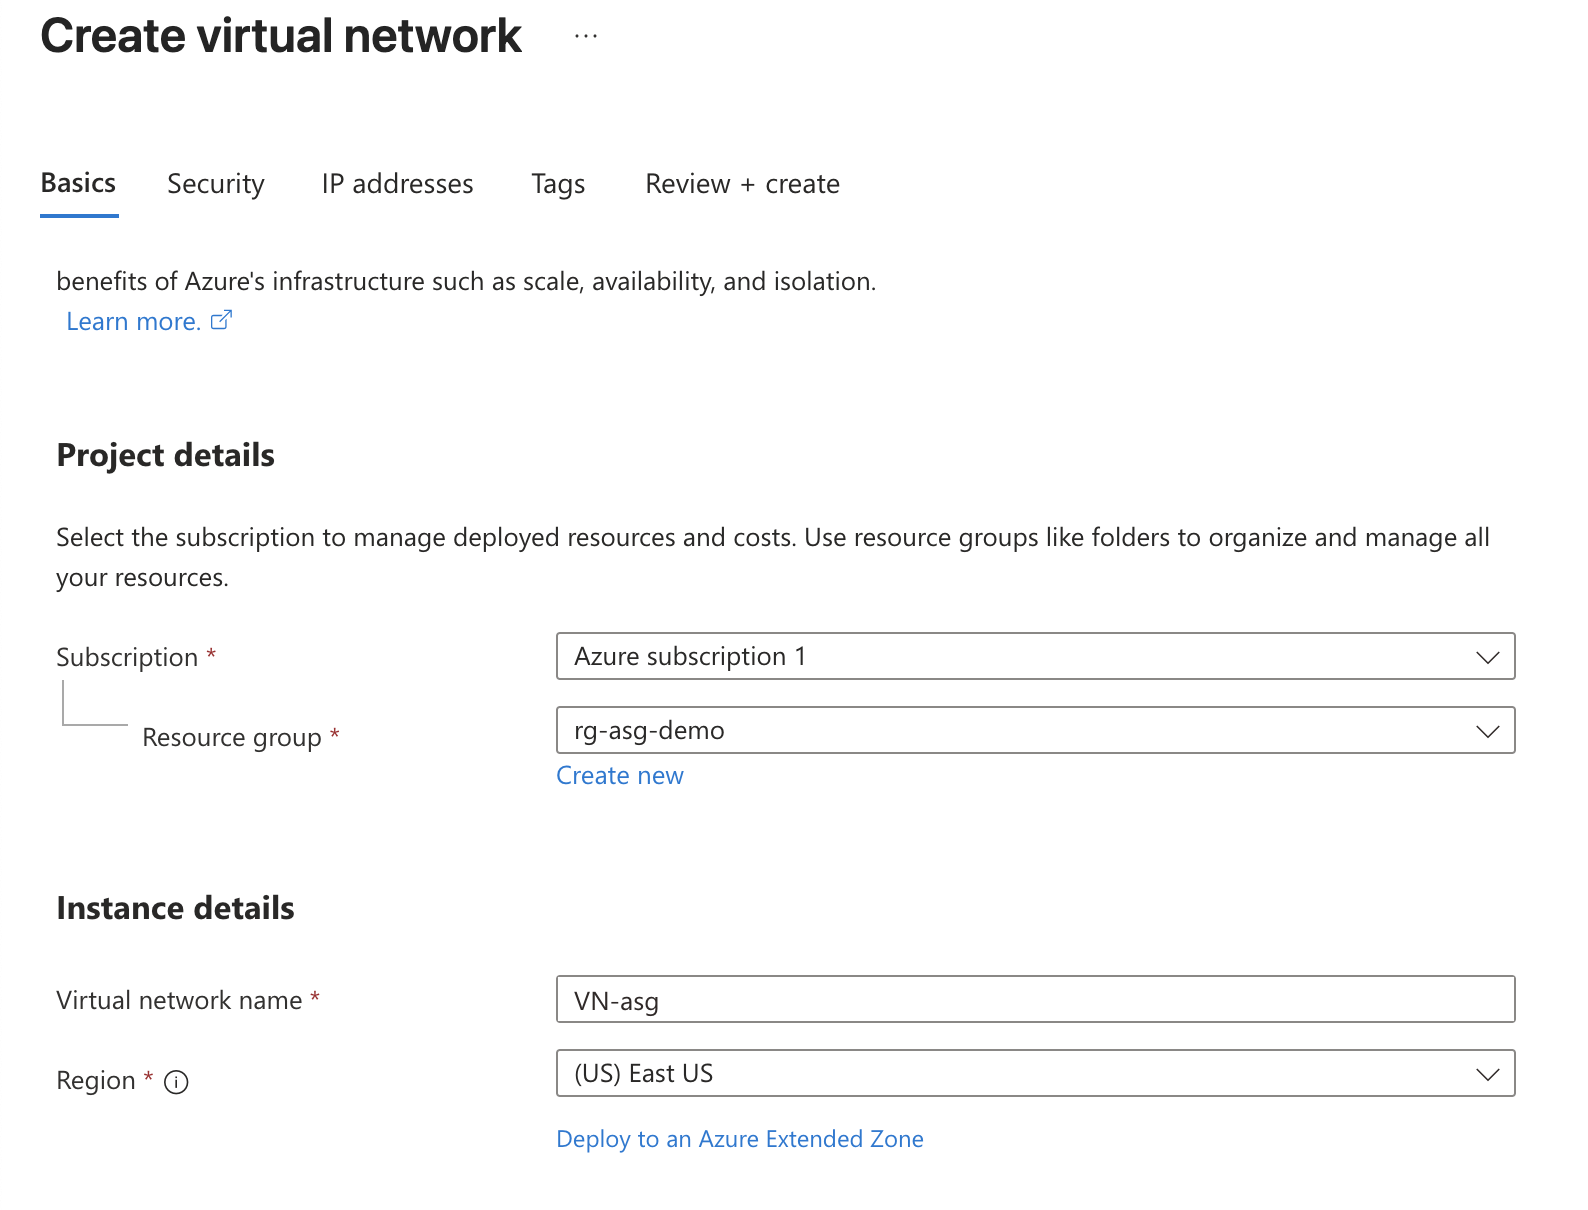 Create virtual network ...
Basics Security IP addresses Tags Review + create
benefits of Azure's infrastructure such as scale, availability, and isolation.
Learn more.
Project details
Select the subscription to manage deployed resources and costs. Use resource groups like folders to organize and manage all
your resources.
Subscription * Azure subscription 1
Resource group * rg-asg-demo
Create new
Instance details
Virtual network name * VN-asg
Region * (US) East US
Deploy to an Azure Extended Zone